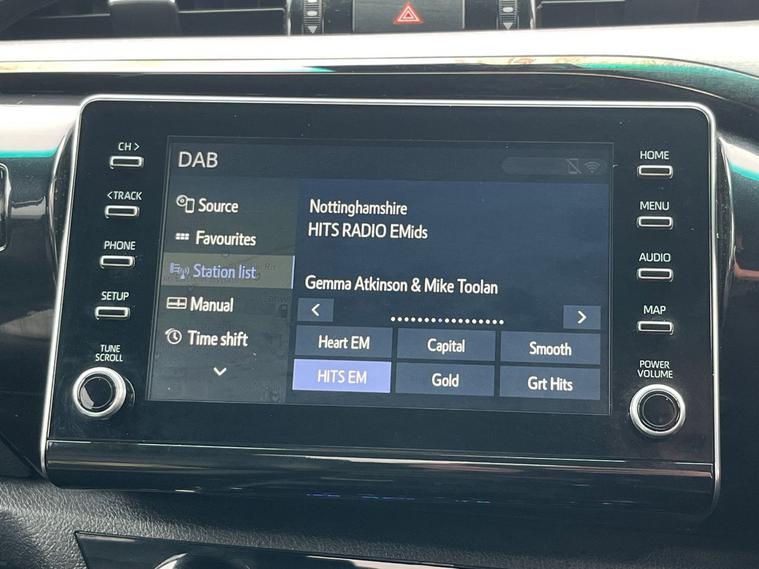 CH >
< TRACK
PHONE
SETUP
TUNE
SCROLL
DAB
Source
Favourites
Station list
Manual
Time shift
Nottinghamshire
HITS RADIO EMids
Gemma Atkinson & Mike Toolan
Heart EM
Capital
Smooth
HITS EM
Gold
Grt Hits
HOME
MENU
AUDIO
MAP
POWER
VOLUME